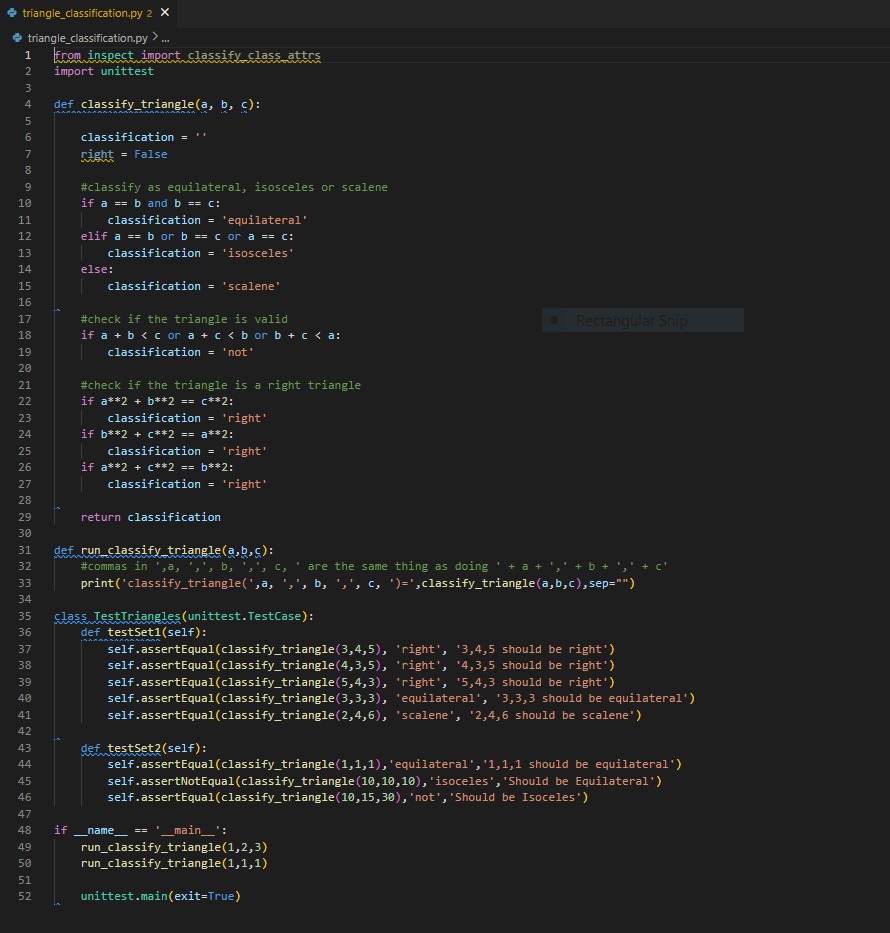 triangle_classification.py 2 ×
triangle_classification.py > ...
1 from inspect import classify_class_attrs
2 import unittest
3
4 def classify_triangle(a, b, c):
5
6     classification = ''
7     right = False
8
9     #classify as equilateral, isosceles or scalene
10     if a == b and b == c:
11         classification = 'equilateral'
12     elif a == b or b == c or a == c:
13         classification = 'isosceles'
14     else:
15         classification = 'scalene'
16
17     #check if the triangle is valid
18     if a + b < c or a + c < b or b + c < a:
Rectangular Snip
19         classification = 'not'
20
21     #check if the triangle is a right triangle
22     if a**2 + b**2 == c**2:
23         classification = 'right'
24     if b**2 + c**2 == a**2:
25         classification = 'right'
26     if a**2 + c**2 == b**2:
27         classification = 'right'
28
29     return classification
30
31 def run_classify_triangle(a,b,c):
32     #commas in ',a, ',', b, ',', c, ' are the same thing as doing ' + a + ',' + b + ',' + c'
33     print('classify_triangle(',a, ',', b, ',', c, ')=',classify_triangle(a,b,c),sep="")
34
35 class TestTriangles(unittest.TestCase):
36     def testSet1(self):
37         self.assertEqual(classify_triangle(3,4,5), 'right', '3,4,5 should be right')
38         self.assertEqual(classify_triangle(4,3,5), 'right', '4,3,5 should be right')
39         self.assertEqual(classify_triangle(5,4,3), 'right', '5,4,3 should be right')
40         self.assertEqual(classify_triangle(3,3,3), 'equilateral', '3,3,3 should be equilateral')
41         self.assertEqual(classify_triangle(2,4,6), 'scalene', '2,4,6 should be scalene')
42
43     def testSet2(self):
44         self.assertEqual(classify_triangle(1,1,1),'equilateral','1,1,1 should be equilateral')
45         self.assertNotEqual(classify_triangle(10,10,10),'isoceles','Should be Equilateral')
46         self.assertEqual(classify_triangle(10,15,30),'not','Should be Isoceles')
47
48 if __name__ == '__main__':
49     run_classify_triangle(1,2,3)
50     run_classify_triangle(1,1,1)
51
52     unittest.main(exit=True)